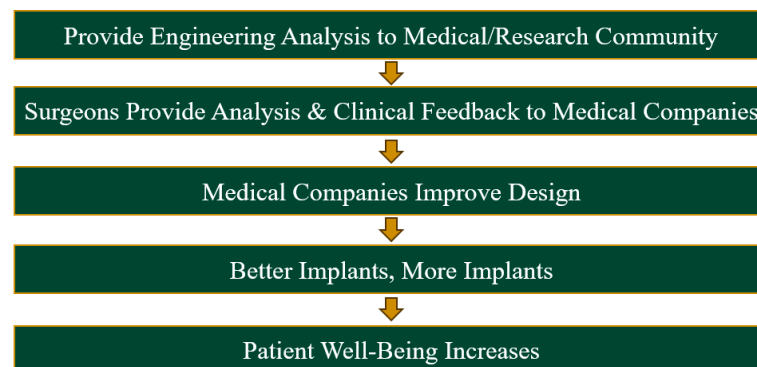 Provide Engineering Analysis to Medical/Research Community
Surgeons Provide Analysis & Clinical Feedback to Medical Companies
Medical Companies Improve Design
Better Implants, More Implants
Patient Well-Being Increases